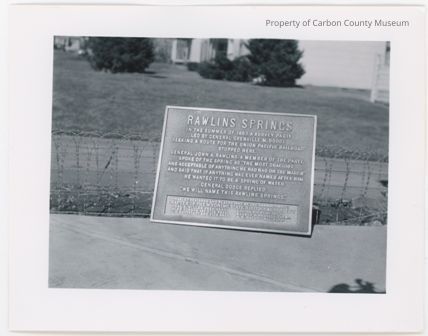 Property of Carbon County Museum
RAWLINS SPRINGS
IN THE SUMMER OF 1867 A SURVEY PARTY
LED BY GENERAL GRENVILLE M. DODGE
SEEKING A ROUTE FOR THE UNION PACIFIC RAILROAD
STOPPED HERE.
GENERAL JOHN A. RAWLINS A MEMBER OF THE PARTY,
SPOKE OF THE SPRING AS "THE MOST GRACIOUS
AND ACCEPTABLE OF ANYTHING HE HAD HAD ON THE MARCH"
AND SAID THAT IF ANYTHING WAS EVER NAMED AFTER HIM
HE WANTED IT TO BE A SPRING OF WATER.
GENERAL DODGE REPLIED
"WE WILL NAME THIS RAWLINS SPRINGS."